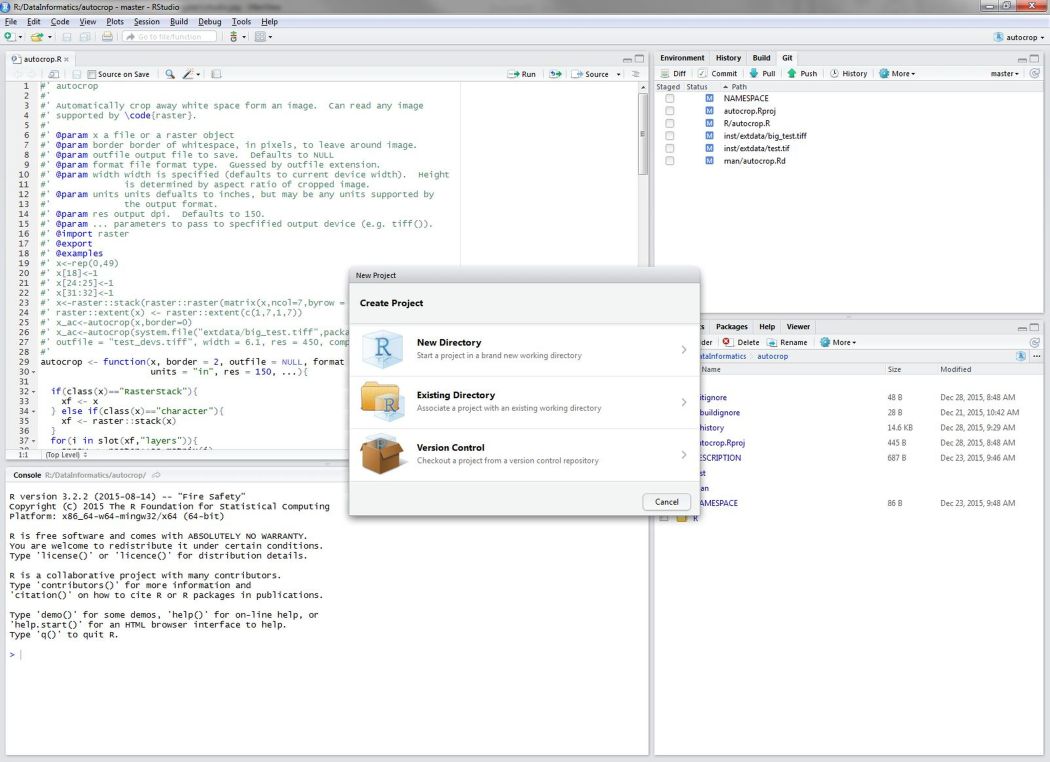 R:/DataInformatics/autocrop - master - RStudio
File Edit Code View Plots Session Build Debug Tools Help
Go to file/function
autocrop
autocrop.R
Source on Save
Run
Source
1 #' autocrop
2 #'
3 #' Automatically crop away white space form an image. Can read any image
4 #' supported by \code{raster}.
5 #'
6 #' @param x a file or a raster object
7 #' @param border border of whitespace, in pixels, to leave around image.
8 #' @param outfile output file to save. Defaults to NULL
9 #' @param format file format type. Guessed by outfile extension.
10 #' @param width width is specified (defaults to current device width). Height
11 #' is determined by aspect ratio of cropped image.
12 #' @param units units defualts to inches, but may be any units supported by
13 #' the output format.
14 #' @param res output dpi. Defaults to 150.
15 #' @param ... parameters to pass to specfified output device (e.g. tiff()).
16 #' @import raster
17 #' @export
18 #' @examples
19 #' x<-rep(0,49)
20 #' x[18]<-1
21 #' x[24:25]<-1
22 #' x[31:32]<-1
23 #' x<-raster::stack(raster::raster(matrix(x,ncol=7,byrow =
24 #' raster::extent(x) <- raster::extent(c(1,7,1,7))
25 #' x_ac<-autocrop(x,border=0)
26 #' x_ac<-autocrop(system.file("extdata/big_test.tiff",packa
27 #' outfile = "test_devs.tiff", width = 6.1, res = 450, comp
28 #'
29 autocrop <- function(x, border = 2, outfile = NULL, format
30 units = "in", res = 150, ...){
31
32 if(class(x)=="RasterStack"){
33 xf <- x
34 } else if(class(x)=="character"){
35 xf <- raster::stack(x)
36 }
37 for(i in slot(xf,"layers")){
1:1 (Top Level)
Console R:/DataInformatics/autocrop/
R version 3.2.2 (2015-08-14) -- "Fire Safety"
Copyright (C) 2015 The R Foundation for Statistical Computing
Platform: x86_64-w64-mingw32/x64 (64-bit)
R is free software and comes with ABSOLUTELY NO WARRANTY.
You are welcome to redistribute it under certain conditions.
Type 'license()' or 'licence()' for distribution details.
R is a collaborative project with many contributors.
Type 'contributors()' for more information and
'citation()' on how to cite R or R packages in publications.
Type 'demo()' for some demos, 'help()' for on-line help, or
'help.start()' for an HTML browser interface to help.
Type 'q()' to quit R.
>
New Project
Create Project
New Directory
Start a project in a brand new working directory
Existing Directory
Associate a project with an existing working directory
Version Control
Checkout a project from a version control repository
Cancel
Environment History Build Git
Diff Commit Pull Push History More master
Staged Status Path
M NAMESPACE
M autocrop.Rproj
M R/autocrop.R
M inst/extdata/big_test.tiff
M inst/extdata/test.tif
M man/autocrop.Rd
ts Packages Help Viewer
der Delete Rename More
ataInformatics autocrop
Name Size Modified
itignore 48 B Dec 28, 2015, 8:48 AM
buildignore 28 B Dec 21, 2015, 10:42 AM
history 14.6 KB Dec 28, 2015, 9:29 AM
utocrop.Rproj 445 B Dec 28, 2015, 8:48 AM
ESCRIPTION 687 B Dec 23, 2015, 9:46 AM
st
an
AMESPACE 86 B Dec 23, 2015, 9:48 AM
R